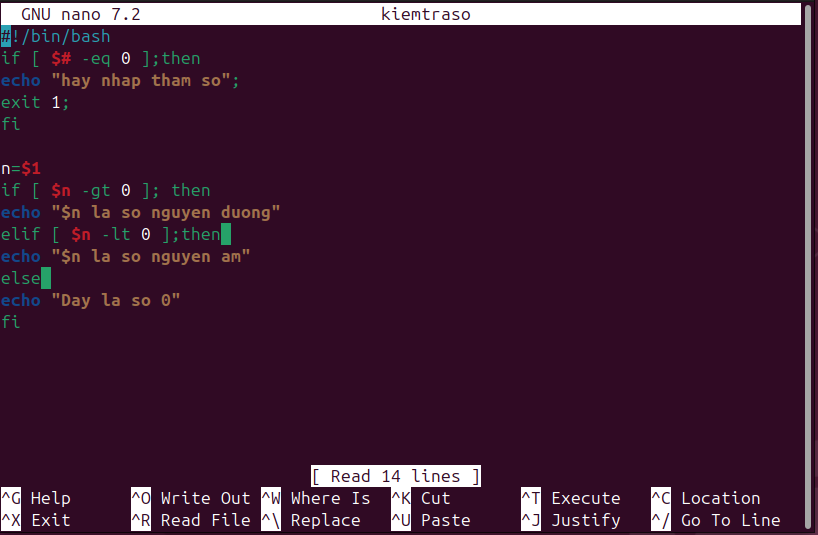 GNU nano 7.2 kiemtraso
#!/bin/bash
if [ $# -eq 0 ];then
echo "hay nhap tham so";
exit 1;
fi
n=$1
if [ $n -gt 0 ]; then
echo "$n la so nguyen duong"
elif [ $n -lt 0 ];then
echo "$n la so nguyen am"
else
echo "Day la so 0"
fi
[ Read 14 lines ]
^G Help ^O Write Out ^W Where Is ^K Cut ^T Execute ^C Location
^X Exit ^R Read File ^\ Replace ^U Paste ^J Justify ^/ Go To Line